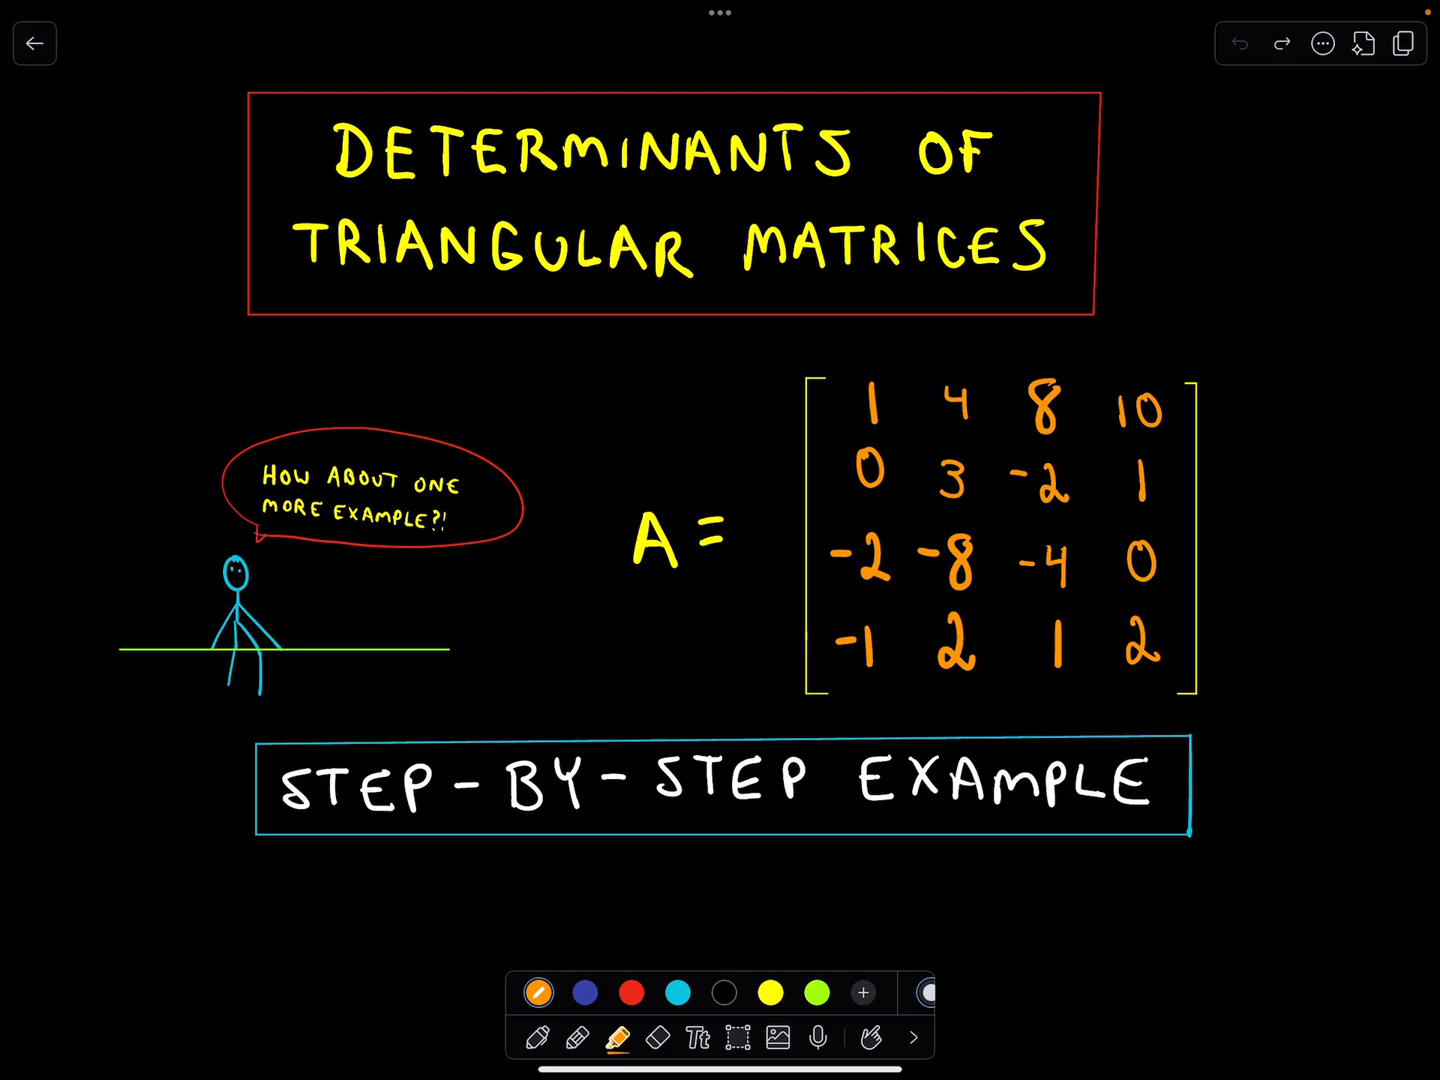 DETERMINANTS OF
TRIANGULAR MATRICES
HOW ABOUT ONE
MORE EXAMPLE?!
A =
1 4 8 10
0 3 -2 1
-2 -8 -4 0
-1 2 1 2
STEP-BY-STEP EXAMPLE
Tt